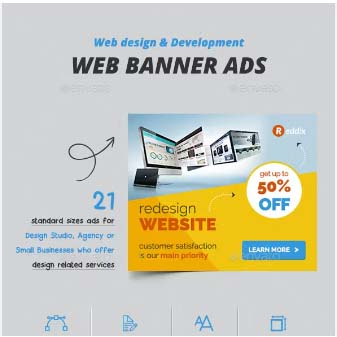 Web design & Development
WEB BANNER ADS
Reddix
get up to
50%
OFF
21
standard sizes ads for
Design Studio, Agency or
Small Businesses who offer
design related services
redesign
WEBSITE
customer satisfaction
is our main priority
LEARN MORE >